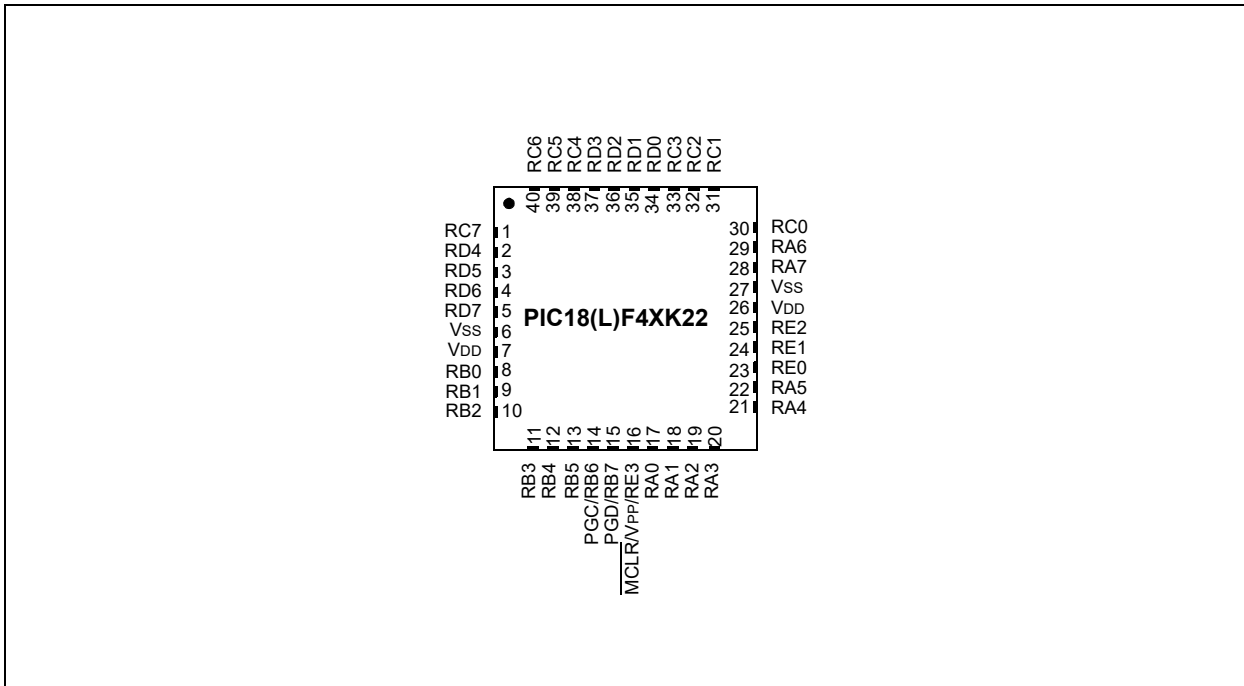 RC6
RC5
RC4
RD3
RD2
RD1
RD0
RC3
RC2
RC1
40
39
38
37
36
35
34
33
32
31
RC7 1
RD4 2
RD5 3
RD6 4
RD7 5
VSS 6
VDD 7
RB0 8
RB1 9
RB2 10
PIC18(L)F4XK22
30 RC0
29 RA6
28 RA7
27 VSS
26 VDD
25 RE2
24 RE1
23 RE0
22 RA5
21 RA4
11
12
13
14
15
16
17
18
19
20
RB3
RB4
RB5
PGC/RB6
PGD/RB7
MCLR/VPP/RE3
RA0
RA1
RA2
RA3